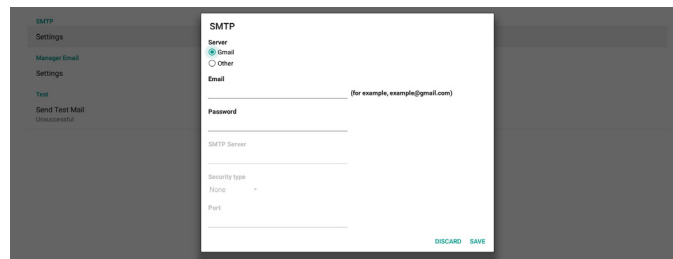 SMTP
Settings
Manager Email
Settings
Test
Send Test Mail
Unsuccessful
SMTP
Server
Gmail
Other
Email
(for example, example@gmail.com)
Password
SMTP Server
Security type
None
Port
DISCARD SAVE